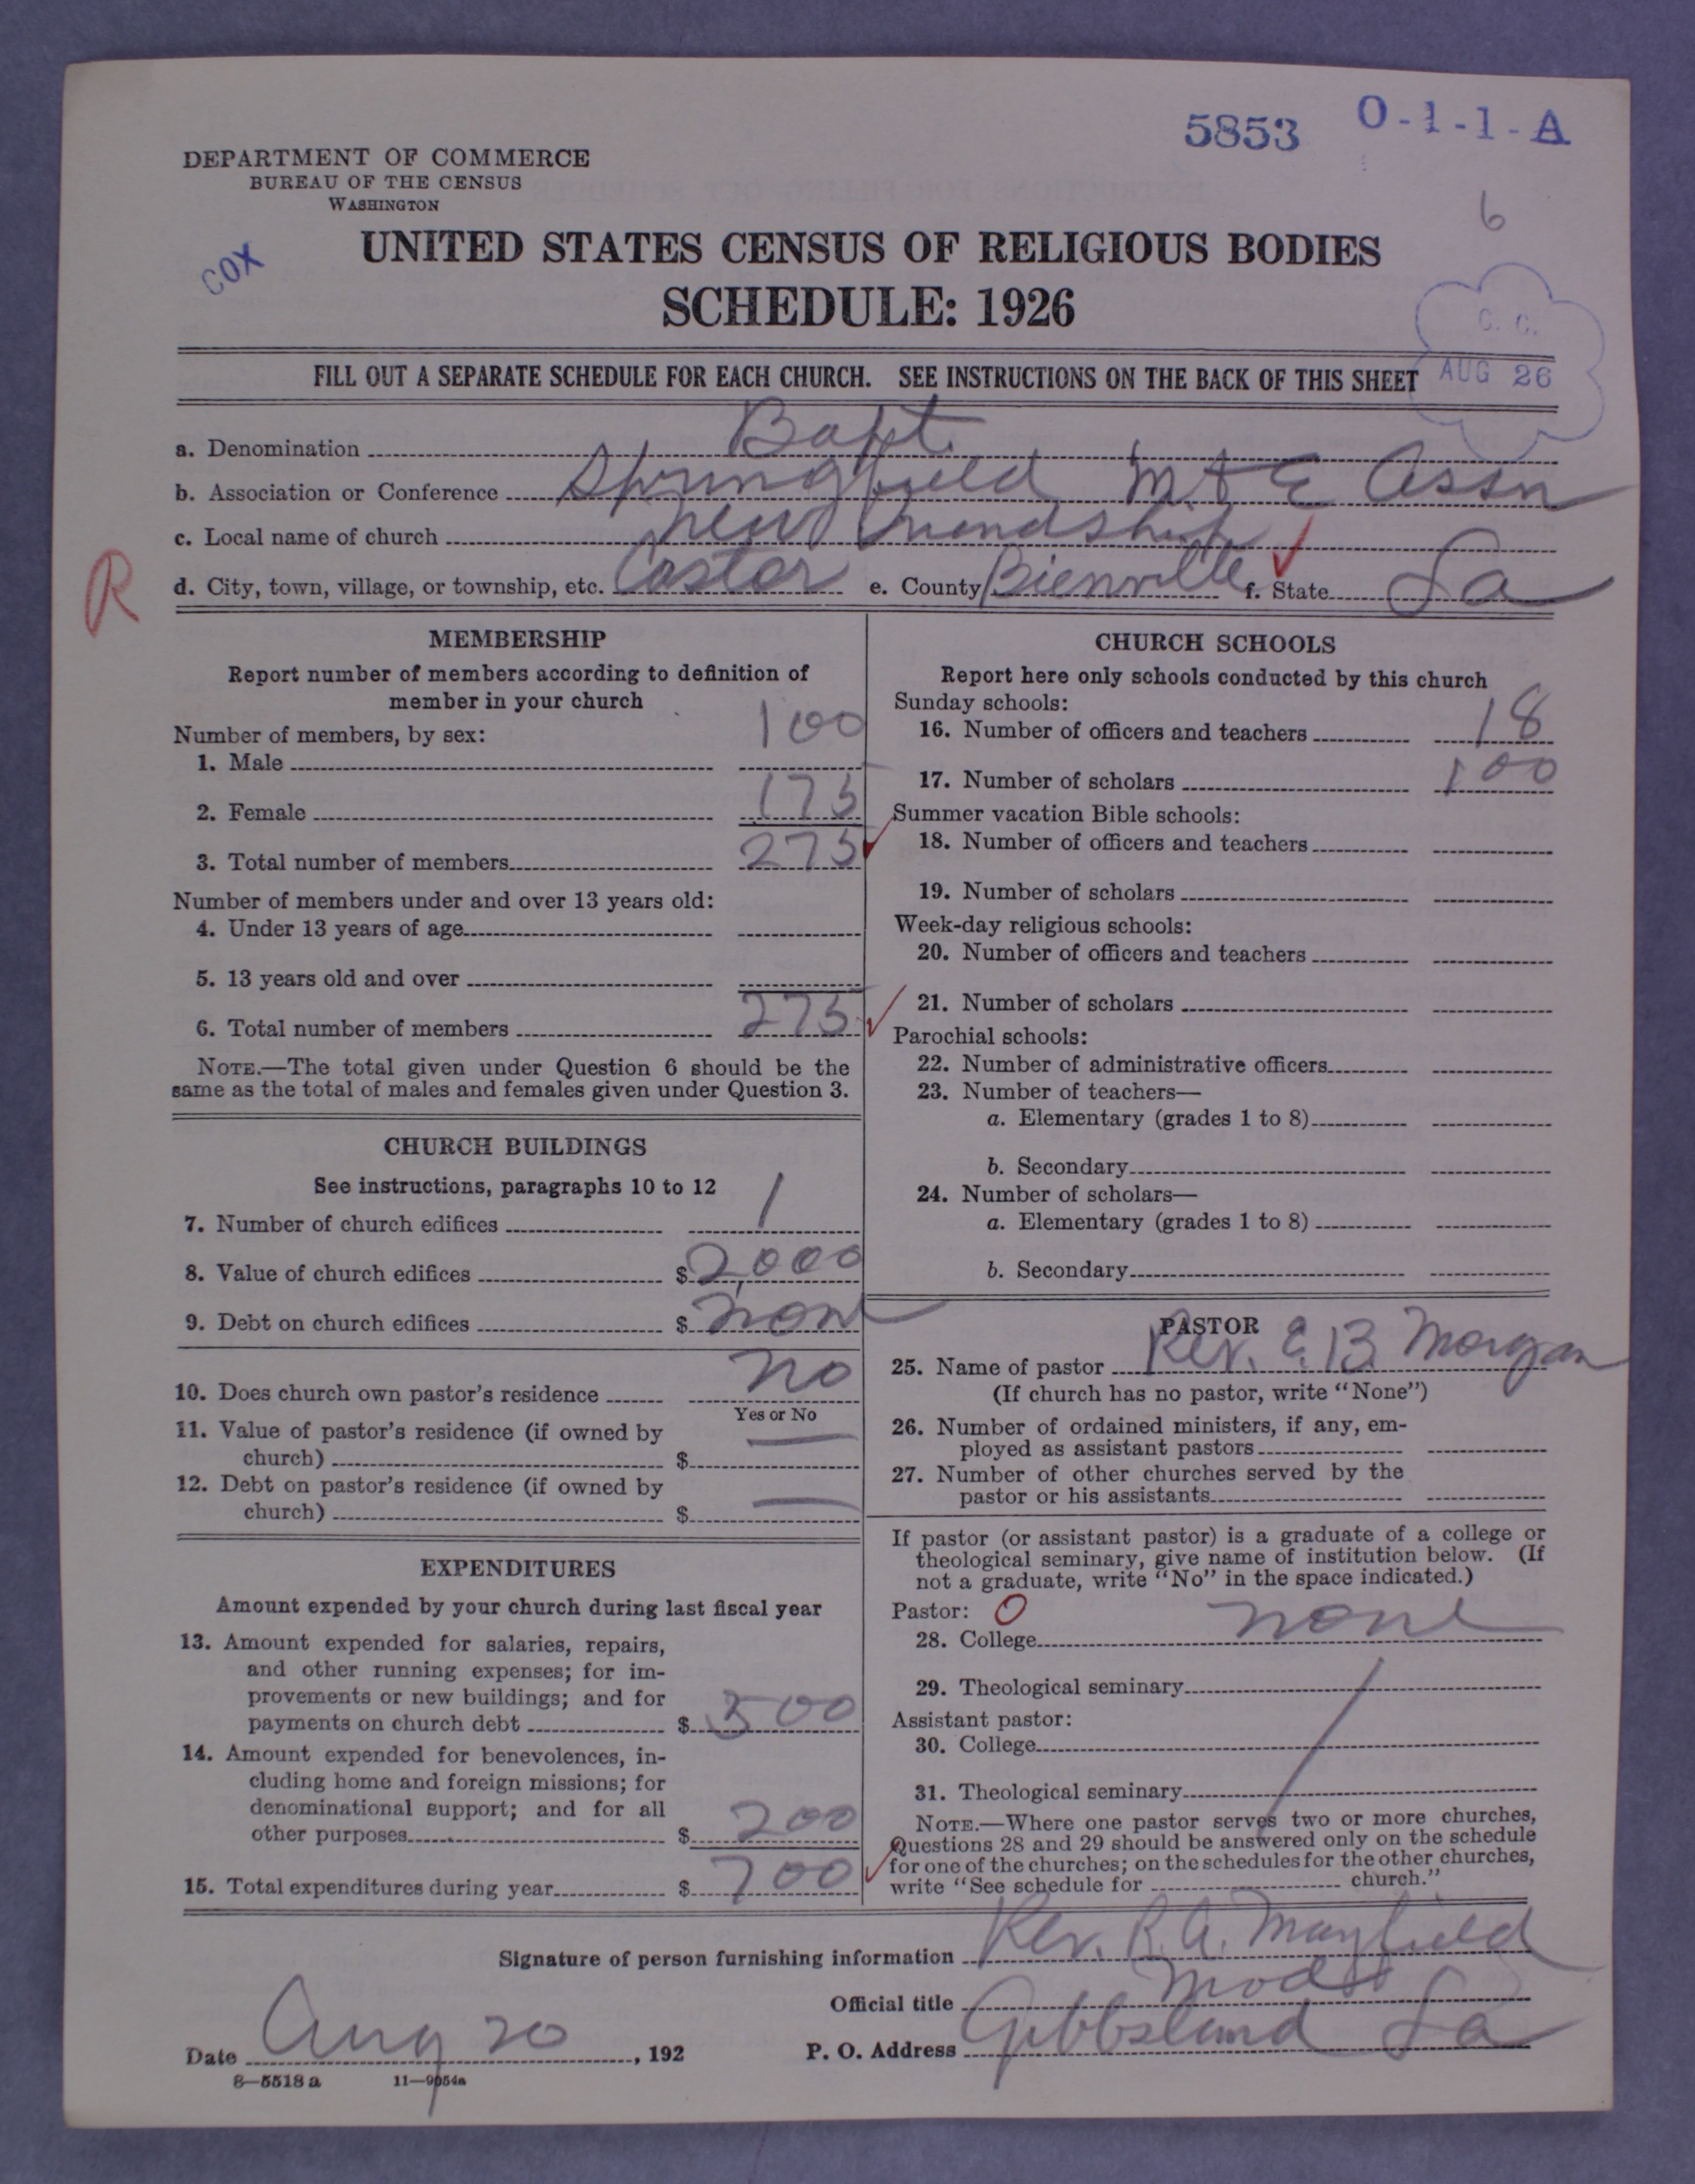 5853 O-1-1-A
DEPARTMENT OF COMMERCE
BUREAU OF THE CENSUS
WASHINGTON
6
COX
UNITED STATES CENSUS OF RELIGIOUS BODIES
SCHEDULE: 1926
C. C.
AUG 26
FILL OUT A SEPARATE SCHEDULE FOR EACH CHURCH. SEE INSTRUCTIONS ON THE BACK OF THIS SHEET
a. Denomination Bapt.
b. Association or Conference Springfield M & E Assn
c. Local name of church New Friendship
R
d. City, town, village, or township, etc. Castor e. County Bienville f. State La
MEMBERSHIP
Report number of members according to definition of
member in your church
Number of members, by sex:
1. Male 100
2. Female 175
3. Total number of members 275
Number of members under and over 13 years old:
4. Under 13 years of age
5. 13 years old and over
6. Total number of members 275
NOTE.—The total given under Question 6 should be the
same as the total of males and females given under Question 3.
CHURCH BUILDINGS
See instructions, paragraphs 10 to 12
7. Number of church edifices 1
8. Value of church edifices $ 2,000
9. Debt on church edifices $ none
10. Does church own pastor's residence no
Yes or No
11. Value of pastor's residence (if owned by
church) $ —
12. Debt on pastor's residence (if owned by
church) $ —
EXPENDITURES
Amount expended by your church during last fiscal year
13. Amount expended for salaries, repairs,
and other running expenses; for im-
provements or new buildings; and for
payments on church debt $ 500
14. Amount expended for benevolences, in-
cluding home and foreign missions; for
denominational support; and for all
other purposes $ 200
15. Total expenditures during year $ 700
CHURCH SCHOOLS
Report here only schools conducted by this church
Sunday schools:
16. Number of officers and teachers 18
17. Number of scholars 100
Summer vacation Bible schools:
18. Number of officers and teachers
19. Number of scholars
Week-day religious schools:
20. Number of officers and teachers
21. Number of scholars
Parochial schools:
22. Number of administrative officers
23. Number of teachers—
a. Elementary (grades 1 to 8)
b. Secondary
24. Number of scholars—
a. Elementary (grades 1 to 8)
b. Secondary
PASTOR
25. Name of pastor Rev. E. B. Morgan
(If church has no pastor, write "None")
26. Number of ordained ministers, if any, em-
ployed as assistant pastors
27. Number of other churches served by the
pastor or his assistants
If pastor (or assistant pastor) is a graduate of a college or
theological seminary, give name of institution below. (If
not a graduate, write "No" in the space indicated.)
Pastor: O
28. College none
29. Theological seminary
Assistant pastor:
30. College
31. Theological seminary
NOTE.—Where one pastor serves two or more churches,
Questions 28 and 29 should be answered only on the schedule
for one of the churches; on the schedules for the other churches,
write "See schedule for church."
Signature of person furnishing information Rev. R. A. Mayfield
Official title Modr
Date Aug 20, 192 P. O. Address Gibbsland La
8—5518 a 11—9054a